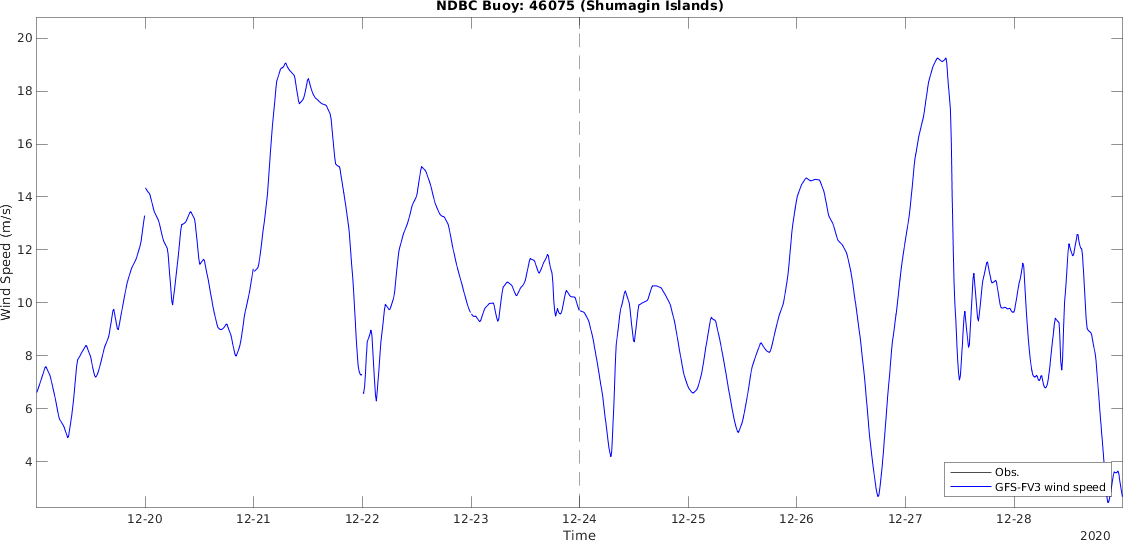 NDBC Buoy: 46075 (Shumagin Islands)
20
18
16
14
12
10
8
6
4
Wind Speed (m/s)
Obs.
GFS-FV3 wind speed
12-20 12-21 12-22 12-23 12-24 12-25 12-26 12-27 12-28
Time
2020